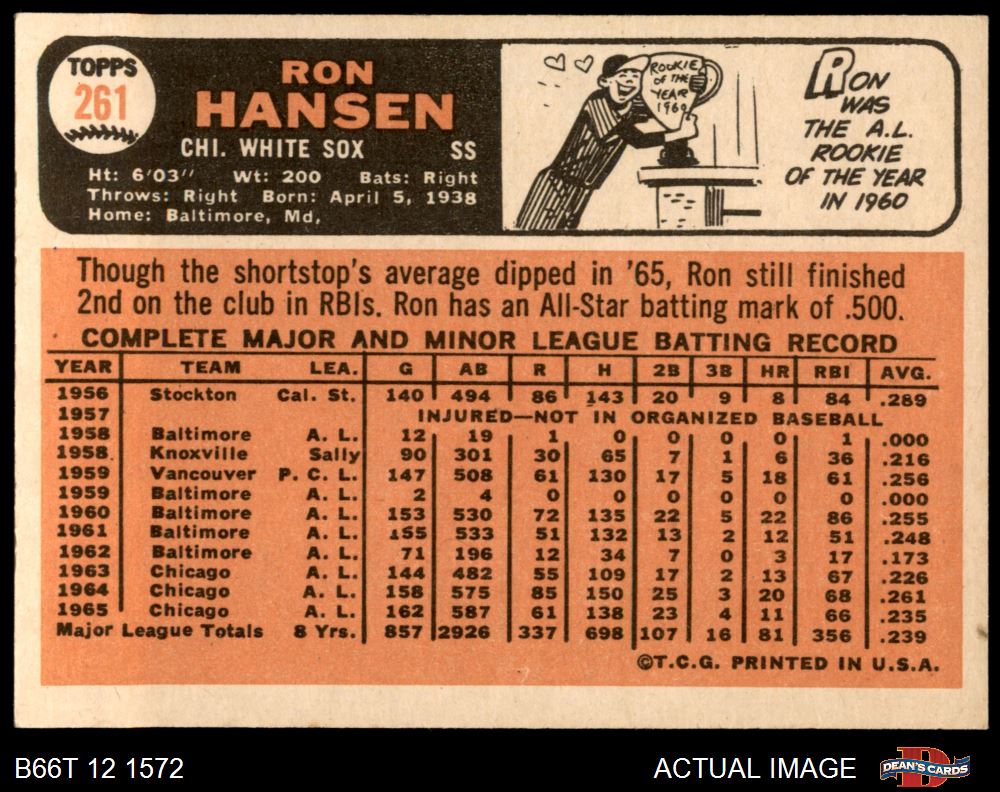 TOPPS
261
RON
HANSEN
CHI. WHITE SOX SS
Ht: 6'03" Wt: 200 Bats: Right
Throws: Right Born: April 5, 1938
Home: Baltimore, Md,
ROOKIE
OF THE
YEAR
1960
RON
WAS
THE A.L.
ROOKIE
OF THE YEAR
IN 1960
Though the shortstop's average dipped in '65, Ron still finished
2nd on the club in RBIs. Ron has an All-Star batting mark of .500.
COMPLETE MAJOR AND MINOR LEAGUE BATTING RECORD
YEAR TEAM LEA. G AB R H 2B 3B HR RBI AVG.
1956 Stockton Cal. St. 140 494 86 143 20 9 8 84 .289
1957 INJURED—NOT IN ORGANIZED BASEBALL
1958 Baltimore A. L. 12 19 1 0 0 0 0 1 .000
1958 Knoxville Sally 90 301 30 65 7 1 6 36 .216
1959 Vancouver P. C. L. 147 508 61 130 17 5 18 61 .256
1959 Baltimore A. L. 2 4 0 0 0 0 0 0 .000
1960 Baltimore A. L. 153 530 72 135 22 5 22 86 .255
1961 Baltimore A. L. 155 533 51 132 13 2 12 51 .248
1962 Baltimore A. L. 71 196 12 34 7 0 3 17 .173
1963 Chicago A. L. 144 482 55 109 17 2 13 67 .226
1964 Chicago A. L. 158 575 85 150 25 3 20 68 .261
1965 Chicago A. L. 162 587 61 138 23 4 11 66 .235
Major League Totals 8 Yrs. 857 2926 337 698 107 16 81 356 .239
©T.C.G. PRINTED IN U.S.A.
B66T 12 1572
ACTUAL IMAGE
D
DEAN'S CARDS